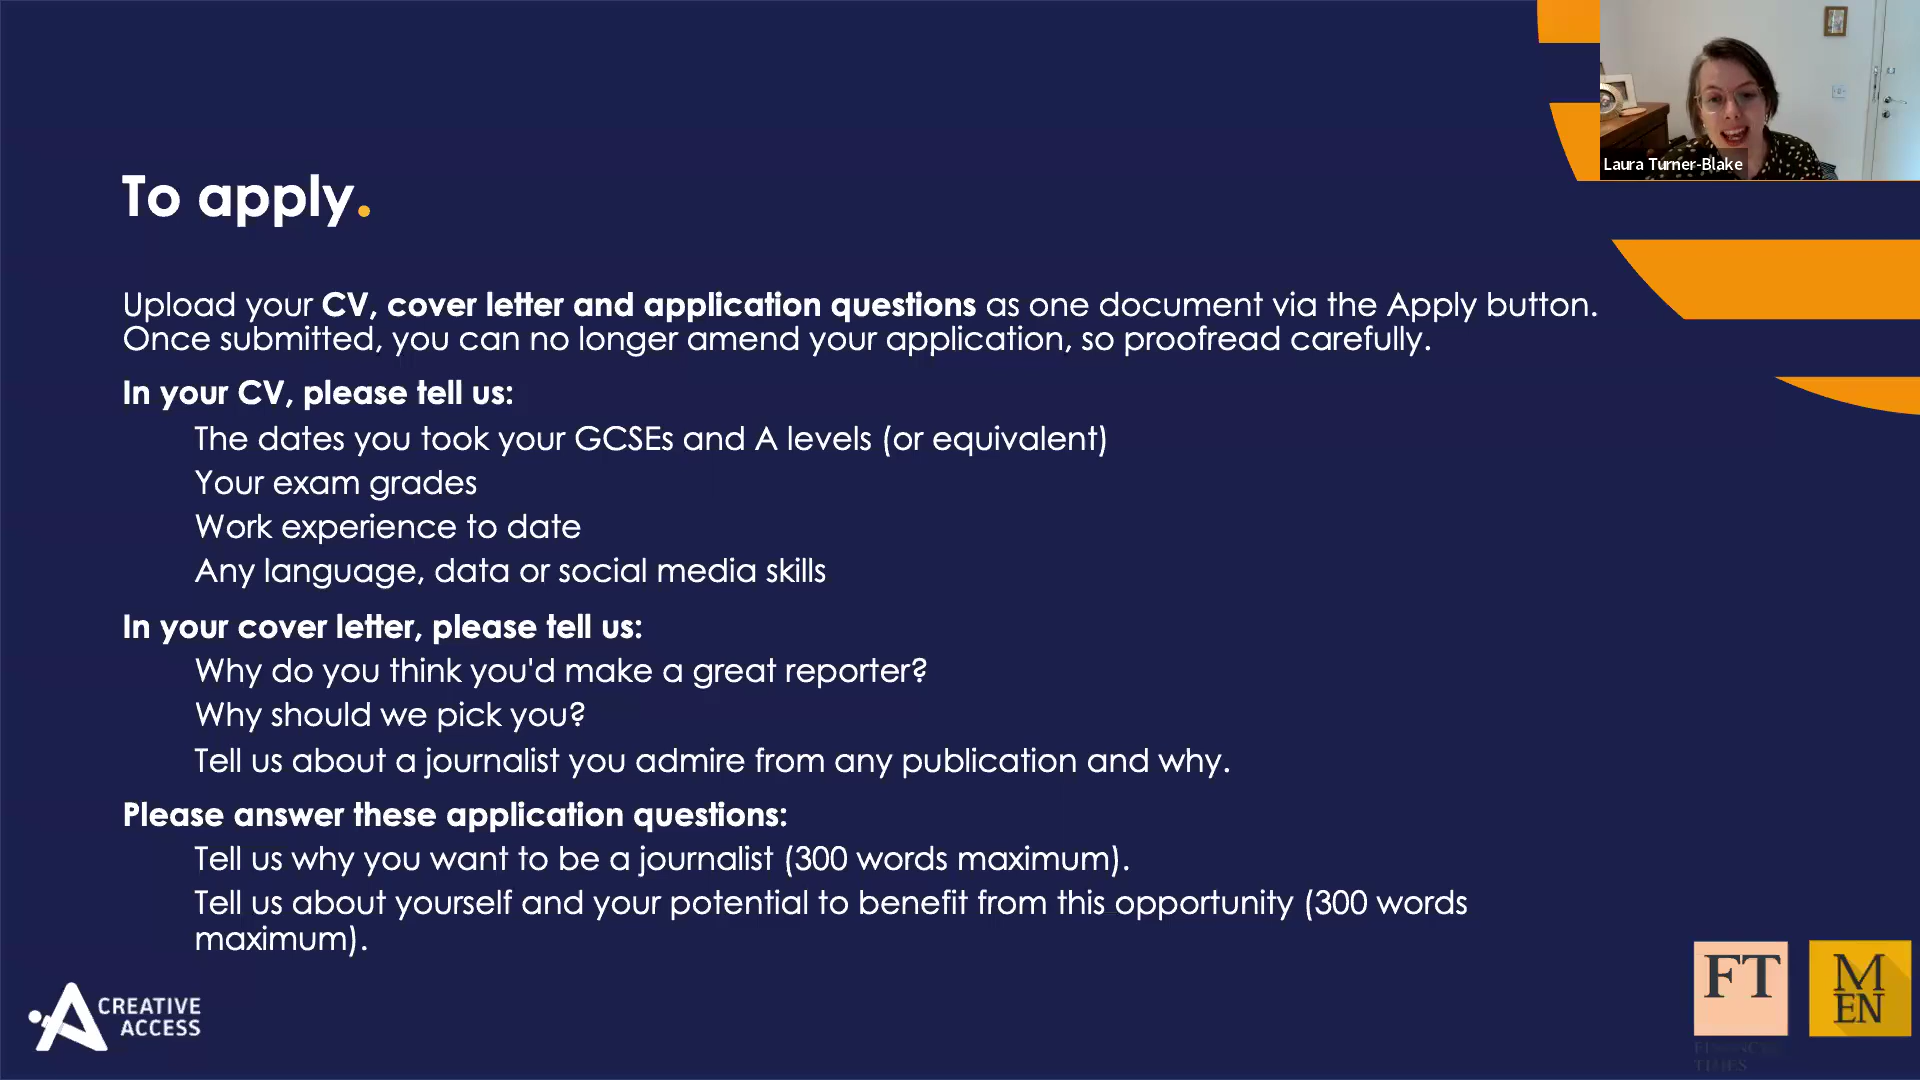 Laura Turner-Blake
To apply.
Upload your CV, cover letter and application questions as one document via the Apply button.
Once submitted, you can no longer amend your application, so proofread carefully.
In your CV, please tell us:
The dates you took your GCSEs and A levels (or equivalent)
Your exam grades
Work experience to date
Any language, data or social media skills
In your cover letter, please tell us:
Why do you think you'd make a great reporter?
Why should we pick you?
Tell us about a journalist you admire from any publication and why.
Please answer these application questions:
Tell us why you want to be a journalist (300 words maximum).
Tell us about yourself and your potential to benefit from this opportunity (300 words
maximum).
CREATIVE
ACCESS
FT
FINANCIAL
TIMES
M
EN